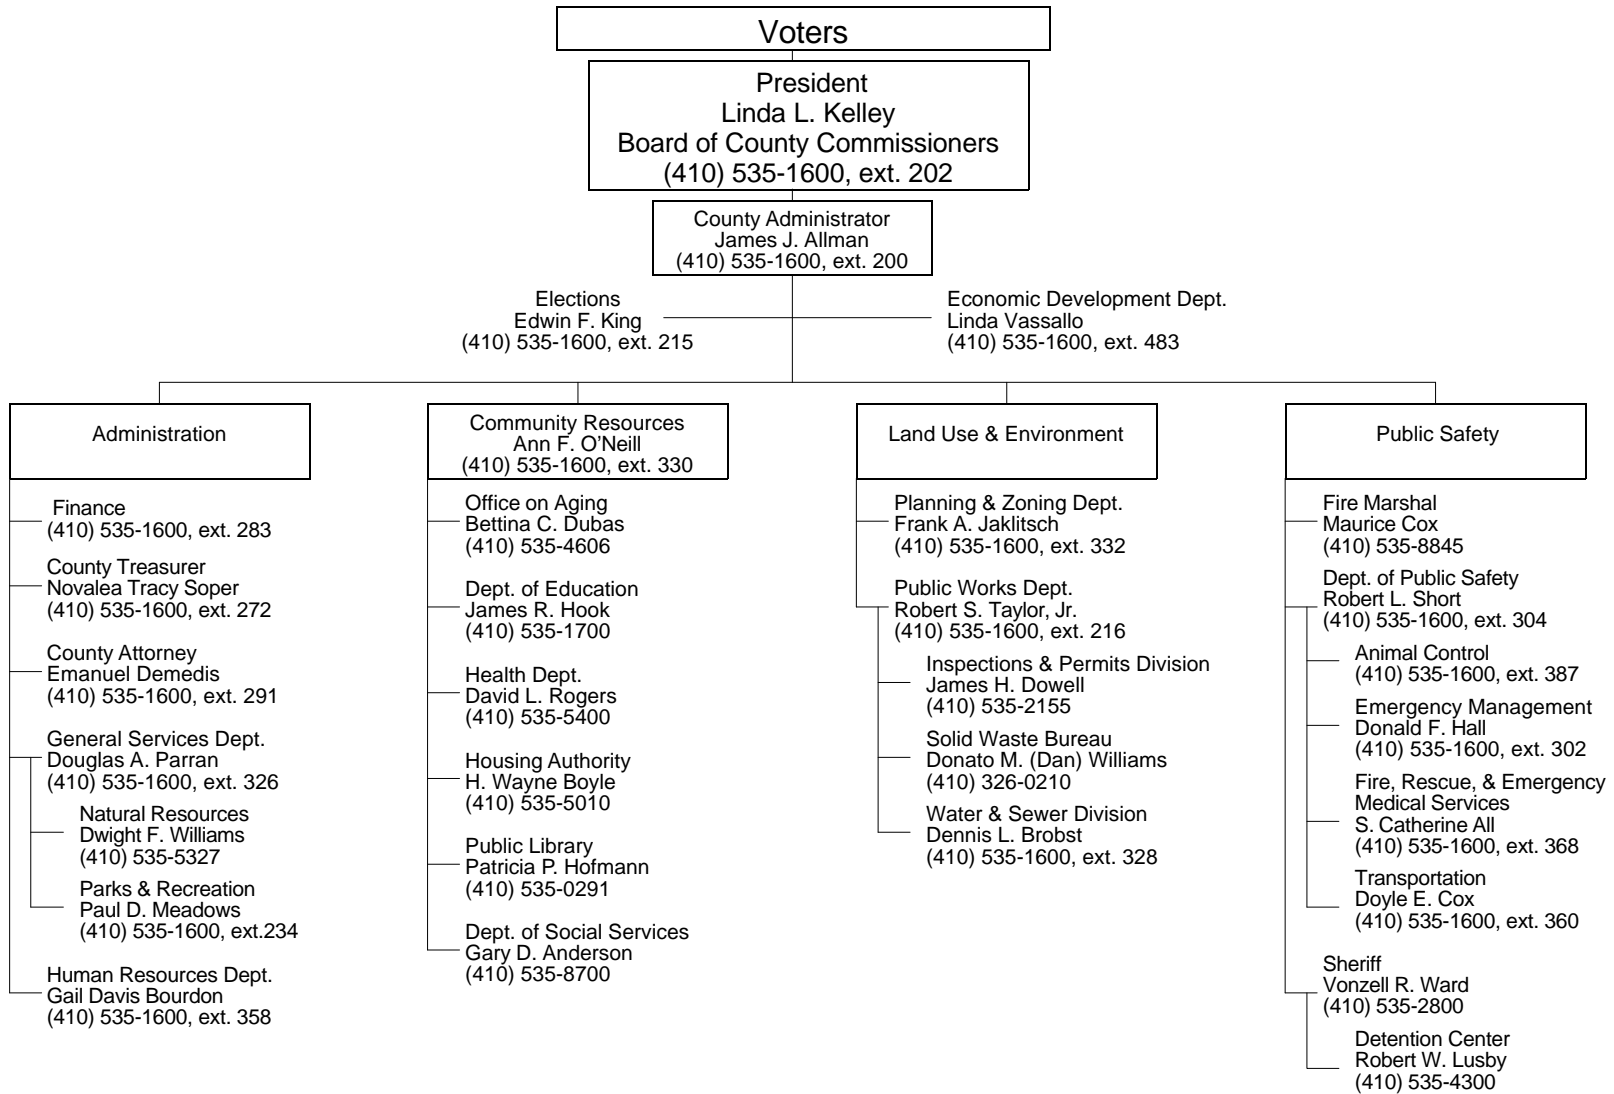 Voters
President
Linda L. Kelley
Board of County Commissioners
(410) 535-1600, ext. 202
County Administrator
James J. Allman
(410) 535-1600, ext. 200
Elections
Edwin F. King
(410) 535-1600, ext. 215
Economic Development Dept.
Linda Vassallo
(410) 535-1600, ext. 483
Administration
Finance
(410) 535-1600, ext. 283
County Treasurer
Novalea Tracy Soper
(410) 535-1600, ext. 272
County Attorney
Emanuel Demedis
(410) 535-1600, ext. 291
General Services Dept.
Douglas A. Parran
(410) 535-1600, ext. 326
Natural Resources
Dwight F. Williams
(410) 535-5327
Parks & Recreation
Paul D. Meadows
(410) 535-1600, ext.234
Human Resources Dept.
Gail Davis Bourdon
(410) 535-1600, ext. 358
Community Resources
Ann F. O'Neill
(410) 535-1600, ext. 330
Office on Aging
Bettina C. Dubas
(410) 535-4606
Dept. of Education
James R. Hook
(410) 535-1700
Health Dept.
David L. Rogers
(410) 535-5400
Housing Authority
H. Wayne Boyle
(410) 535-5010
Public Library
Patricia P. Hofmann
(410) 535-0291
Dept. of Social Services
Gary D. Anderson
(410) 535-8700
Land Use & Environment
Planning & Zoning Dept.
Frank A. Jaklitsch
(410) 535-1600, ext. 332
Public Works Dept.
Robert S. Taylor, Jr.
(410) 535-1600, ext. 216
Inspections & Permits Division
James H. Dowell
(410) 535-2155
Solid Waste Bureau
Donato M. (Dan) Williams
(410) 326-0210
Water & Sewer Division
Dennis L. Brobst
(410) 535-1600, ext. 328
Public Safety
Fire Marshal
Maurice Cox
(410) 535-8845
Dept. of Public Safety
Robert L. Short
(410) 535-1600, ext. 304
Animal Control
(410) 535-1600, ext. 387
Emergency Management
Donald F. Hall
(410) 535-1600, ext. 302
Fire, Rescue, & Emergency
Medical Services
S. Catherine All
(410) 535-1600, ext. 368
Transportation
Doyle E. Cox
(410) 535-1600, ext. 360
Sheriff
Vonzell R. Ward
(410) 535-2800
Detention Center
Robert W. Lusby
(410) 535-4300